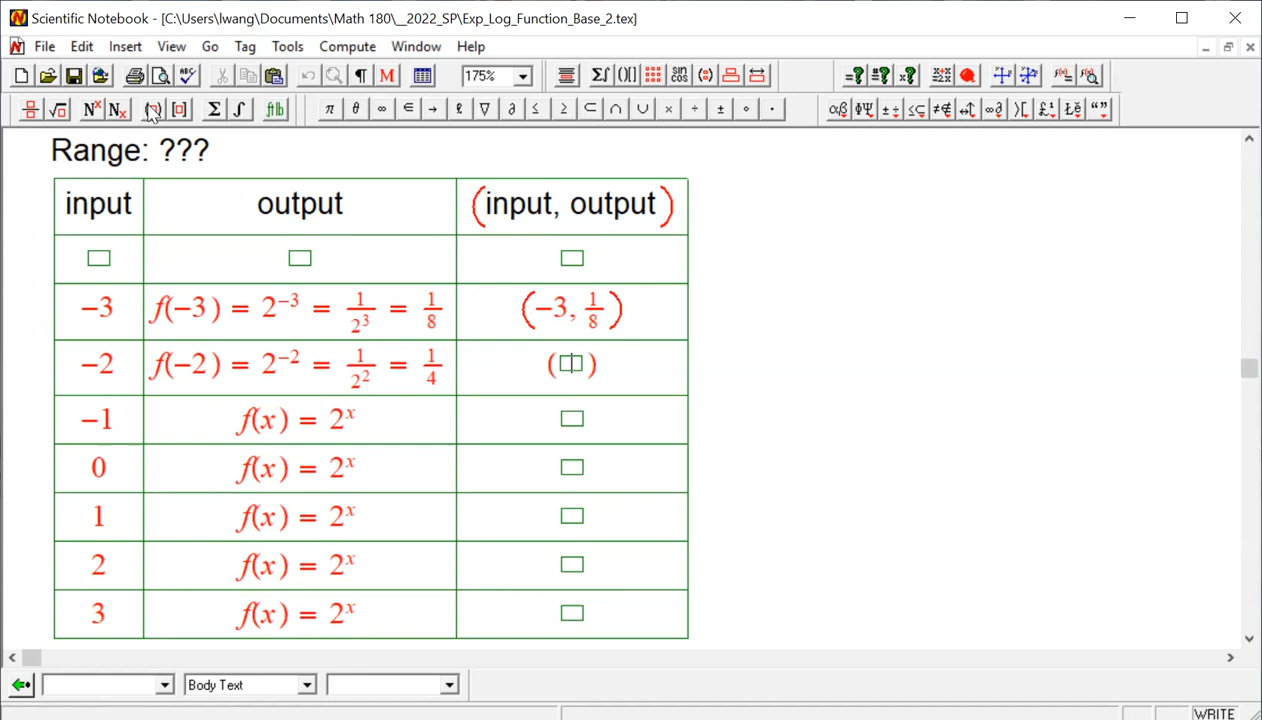 Scientific Notebook - [C:\Users\lwang\Documents\Math 180\__2022_SP\Exp_Log_Function_Base_2.tex]
File Edit Insert View Go Tag Tools Compute Window Help
175%
Range: ???
input output (input, output)
-3 f(-3) = 2^-3 = 1/2^3 = 1/8 (-3, 1/8)
-2 f(-2) = 2^-2 = 1/2^2 = 1/4 ( )
-1 f(x) = 2^x
0 f(x) = 2^x
1 f(x) = 2^x
2 f(x) = 2^x
3 f(x) = 2^x
Body Text
WRITE